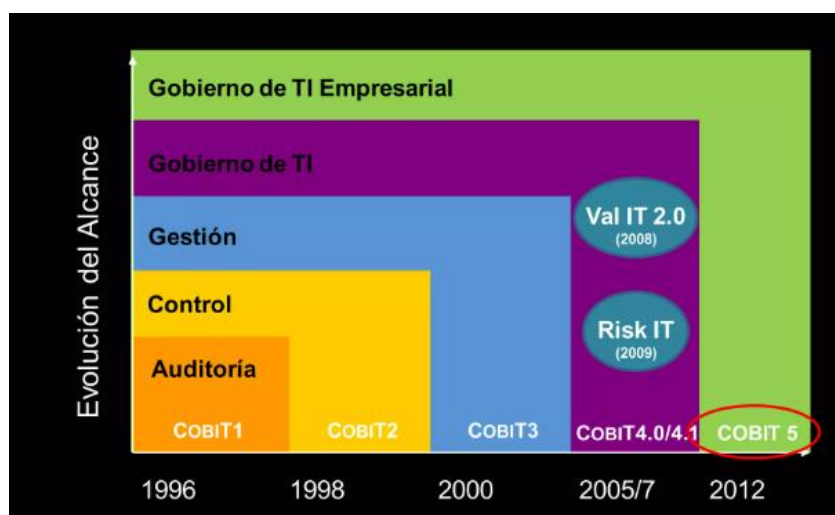 Evolución del Alcance
Gobierno de TI Empresarial
Gobierno de TI
Val IT 2.0
(2008)
Gestión
Control
Risk IT
(2009)
Auditoría
COBIT1
COBIT2
COBIT3
COBIT4.0/4.1
COBIT 5
1996
1998
2000
2005/7
2012